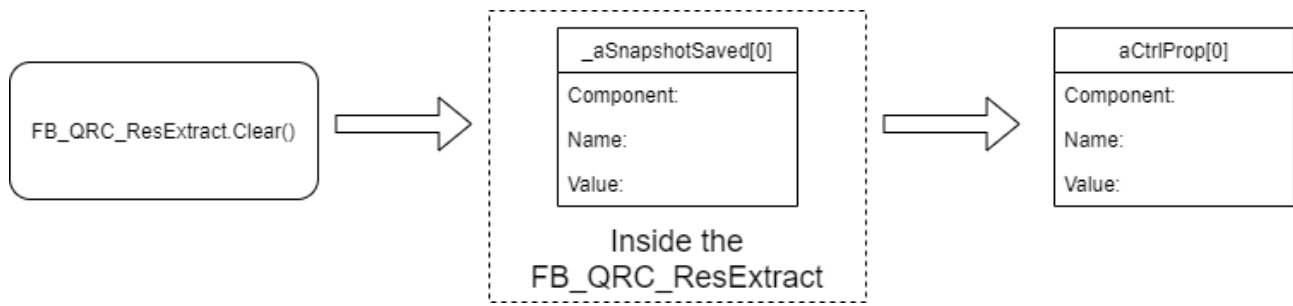 FB_QRC_ResExtract.Clear()
_aSnapshotSaved[0]
Component:
Name:
Value:
Inside the
FB_QRC_ResExtract
aCtrlProp[0]
Component:
Name:
Value: